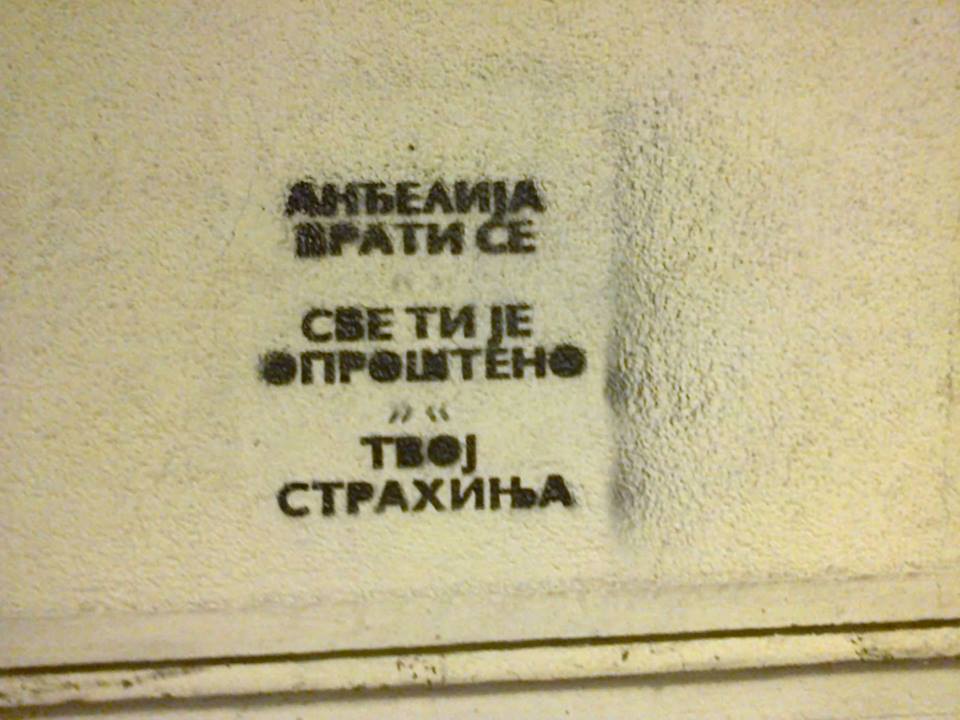 АНЂЕЛИЈА
ВРАТИ СЕ
СВЕ ТИ ЈЕ
ОПРОШТЕНО
» «
ТВОЈ
СТРАХИЊА